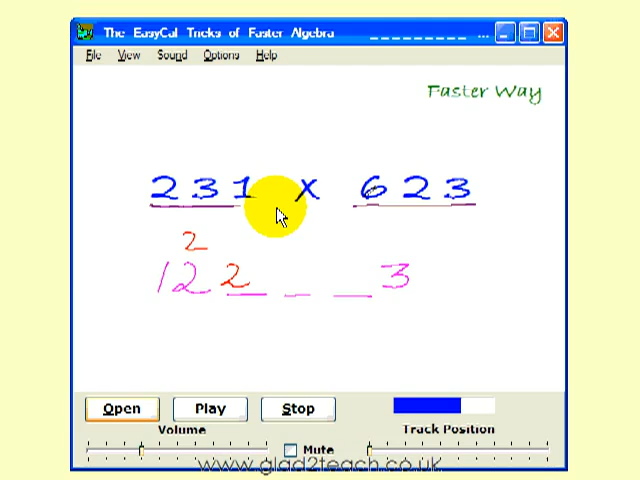 The EasyCal Tricks of Faster Algebra _ _ _ _ _ _ _ _ _ ...
File View Sound Options Help
Faster Way
231 x 623
2
122 _ _ _ 3
Open Play Stop
Volume Mute Track Position
www.glad2teach.co.uk